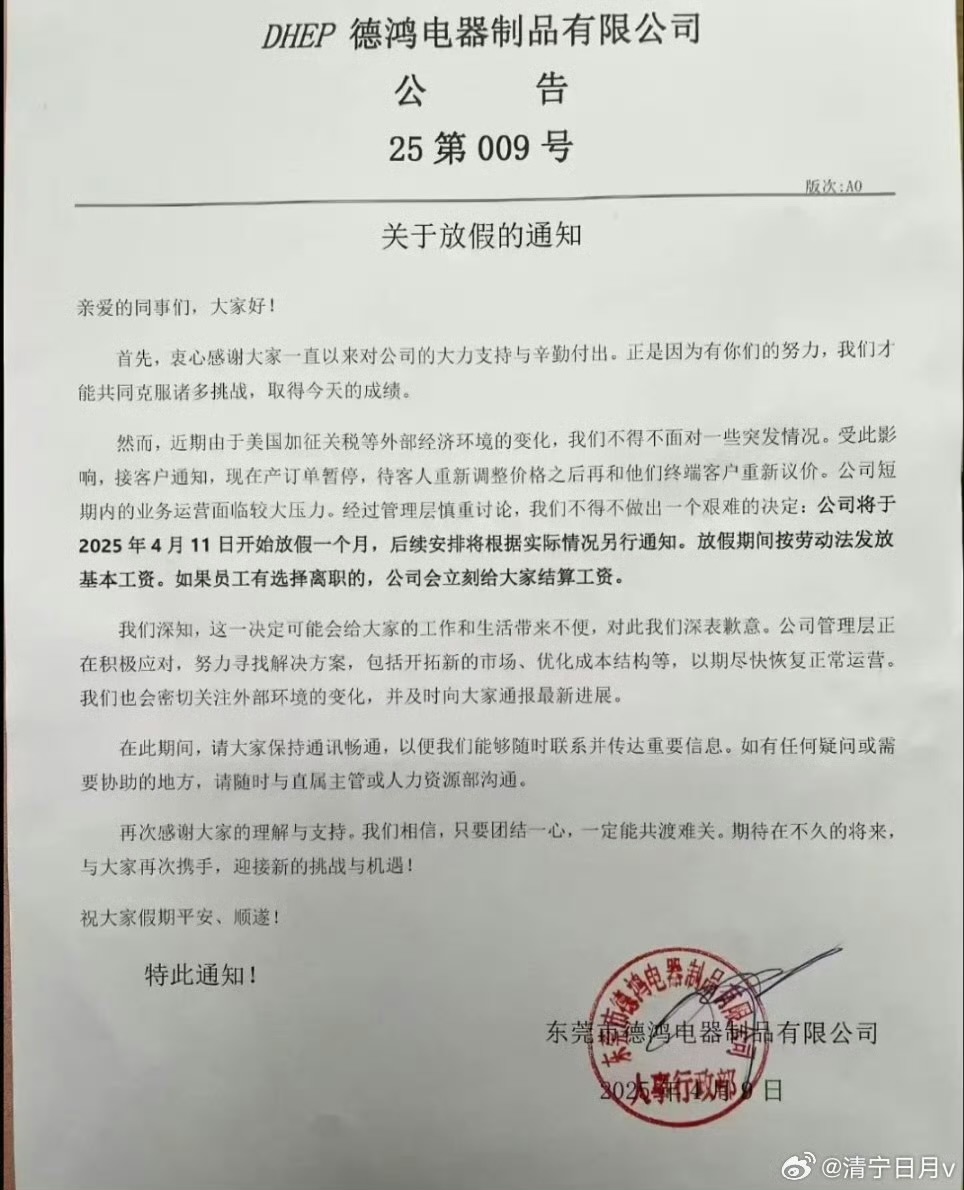 DHEP 德鸿电器制品有限公司
公 告
25 第 009 号
版次:A0
关于放假的通知
亲爱的同事们，大家好！
首先，衷心感谢大家一直以来对公司的大力支持与辛勤付出。正是因为有你们的努力，我们才
能共同克服诸多挑战，取得今天的成绩。
然而，近期由于美国加征关税等外部经济环境的变化，我们不得不面对一些突发情况。受此影
响，接客户通知，现在产订单暂停，待客人重新调整价格之后再和他们终端客户重新议价。公司短
期内的业务运营面临较大压力。经过管理层慎重讨论，我们不得不做出一个艰难的决定：公司将于
2025 年 4 月 11 日开始放假一个月，后续安排将根据实际情况另行通知。放假期间按劳动法发放
基本工资。如果员工有选择离职的，公司会立刻给大家结算工资。
我们深知，这一决定可能会给大家的工作和生活带来不便，对此我们深表歉意。公司管理层正
在积极应对，努力寻找解决方案，包括开拓新的市场、优化成本结构等，以期尽快恢复正常运营。
我们也会密切关注外部环境的变化，并及时向大家通报最新进展。
在此期间，请大家保持通讯畅通，以便我们能够随时联系并传达重要信息。如有任何疑问或需
要协助的地方，请随时与直属主管或人力资源部沟通。
再次感谢大家的理解与支持。我们相信，只要团结一心，一定能共渡难关。期待在不久的将来，
与大家再次携手，迎接新的挑战与机遇！
祝大家假期平安、顺遂！
特此通知！
东莞市德鸿电器制品有限公司
2025 年 4 月 9 日
东莞市德鸿电器制品有限公司
人事行政部
@清宁日月v